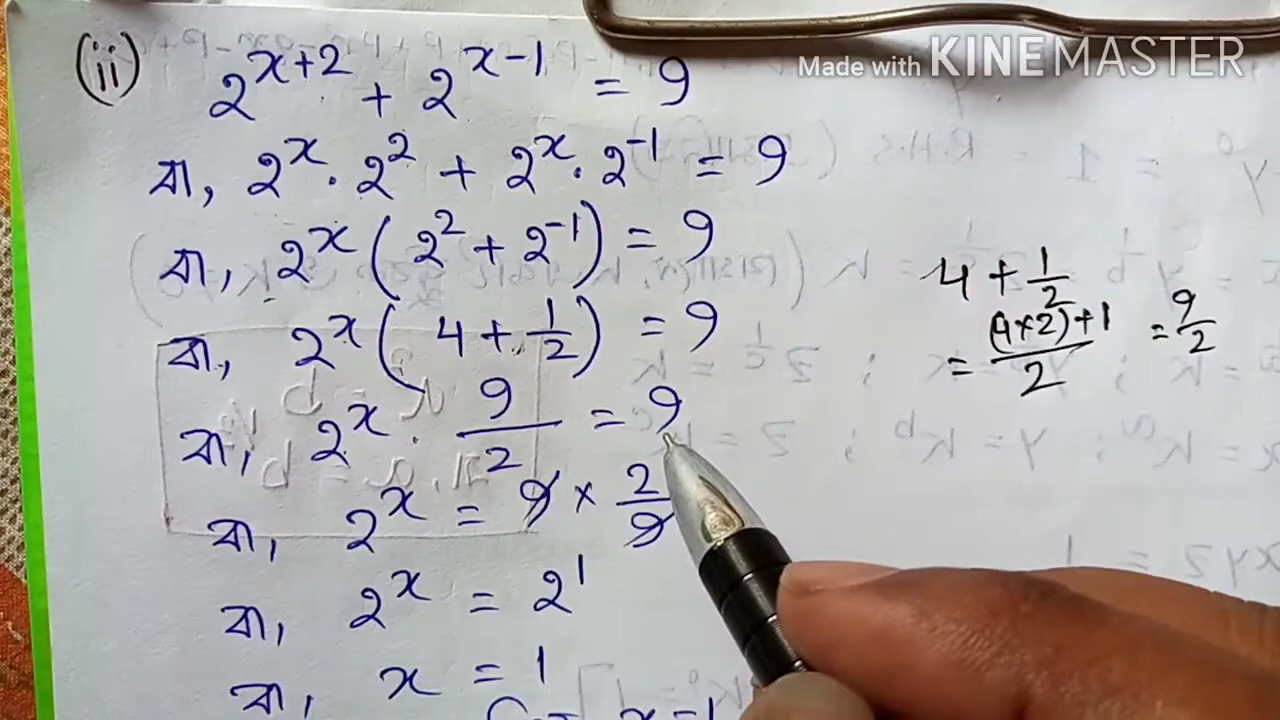 Made with KINEMASTER
(ii) 2^{x+2} + 2^{x-1} = 9
বা, 2^x · 2^2 + 2^x · 2^{-1} = 9
বা, 2^x (2^2 + 2^{-1}) = 9
বা, 2^x (4 + 1/2) = 9
বা, 2^x · 9/2 = 9
বা, 2^x = 9 × 2/9
বা, 2^x = 2^1
বা, x = 1
4 + 1/2
= (4×2)+1/2 = 9/2